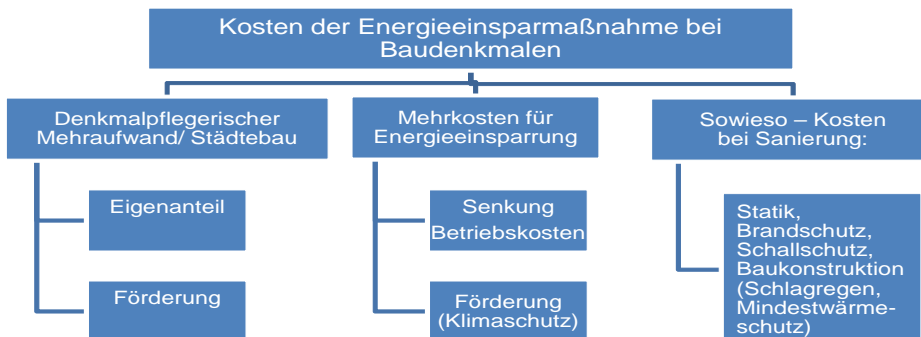 Kosten der Energieeinsparmaßnahme bei
Baudenkmalen
Denkmalpflegerischer
Mehraufwand/ Städtebau
Eigenanteil
Förderung
Mehrkosten für
Energieeinsparrung
Senkung
Betriebskosten
Förderung
(Klimaschutz)
Sowieso – Kosten
bei Sanierung:
Statik,
Brandschutz,
Schallschutz,
Baukonstruktion
(Schlagregen,
Mindestwärme-
schutz)